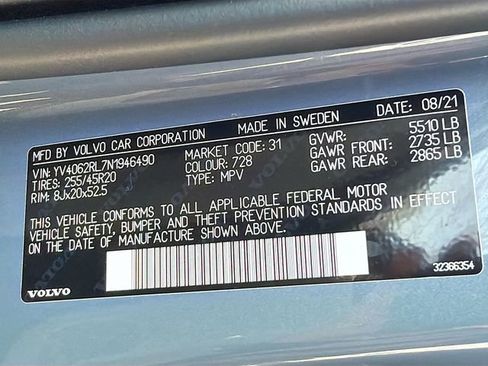 MFD BY VOLVO CAR CORPORATION MADE IN SWEDEN DATE: 08/21
VIN: YV4062RL7N1946490 MARKET CODE: 31 GVWR: 5510 LB
TIRES: 255/45R20 COLOUR: 728 GAWR FRONT: 2735 LB
RIM: 8Jx20x52.5 TYPE: MPV GAWR REAR: 2865 LB
THIS VEHICLE CONFORMS TO ALL APPLICABLE FEDERAL MOTOR
VEHICLE SAFETY, BUMPER AND THEFT PREVENTION STANDARDS IN EFFECT
ON THE DATE OF MANUFACTURE SHOWN ABOVE.
VOLVO
32366354